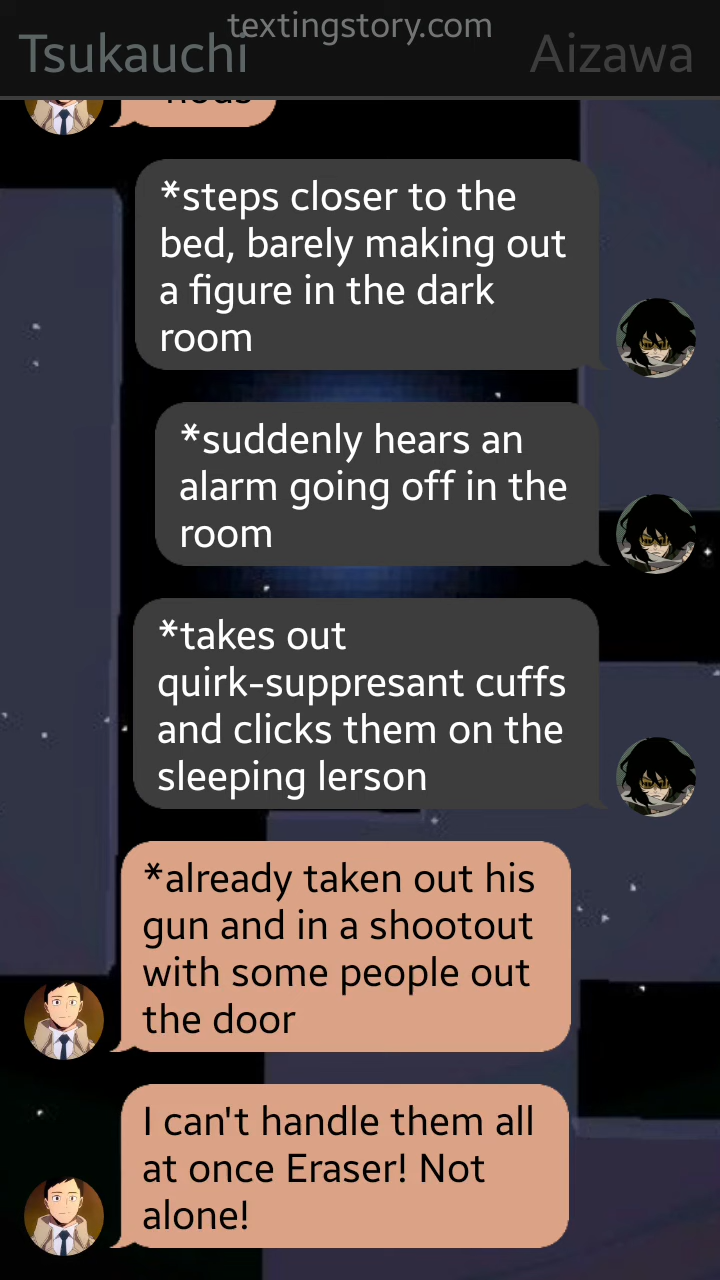 textingstory.com
Tsukauchi
Aizawa
*steps closer to the
bed, barely making out
a figure in the dark
room
*suddenly hears an
alarm going off in the
room
*takes out
quirk-suppresant cuffs
and clicks them on the
sleeping lerson
*already taken out his
gun and in a shootout
with some people out
the door
I can't handle them all
at once Eraser! Not
alone!